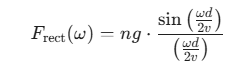 F_rect(ω) = ng · sin (ωd/2v) / (ωd/2v)